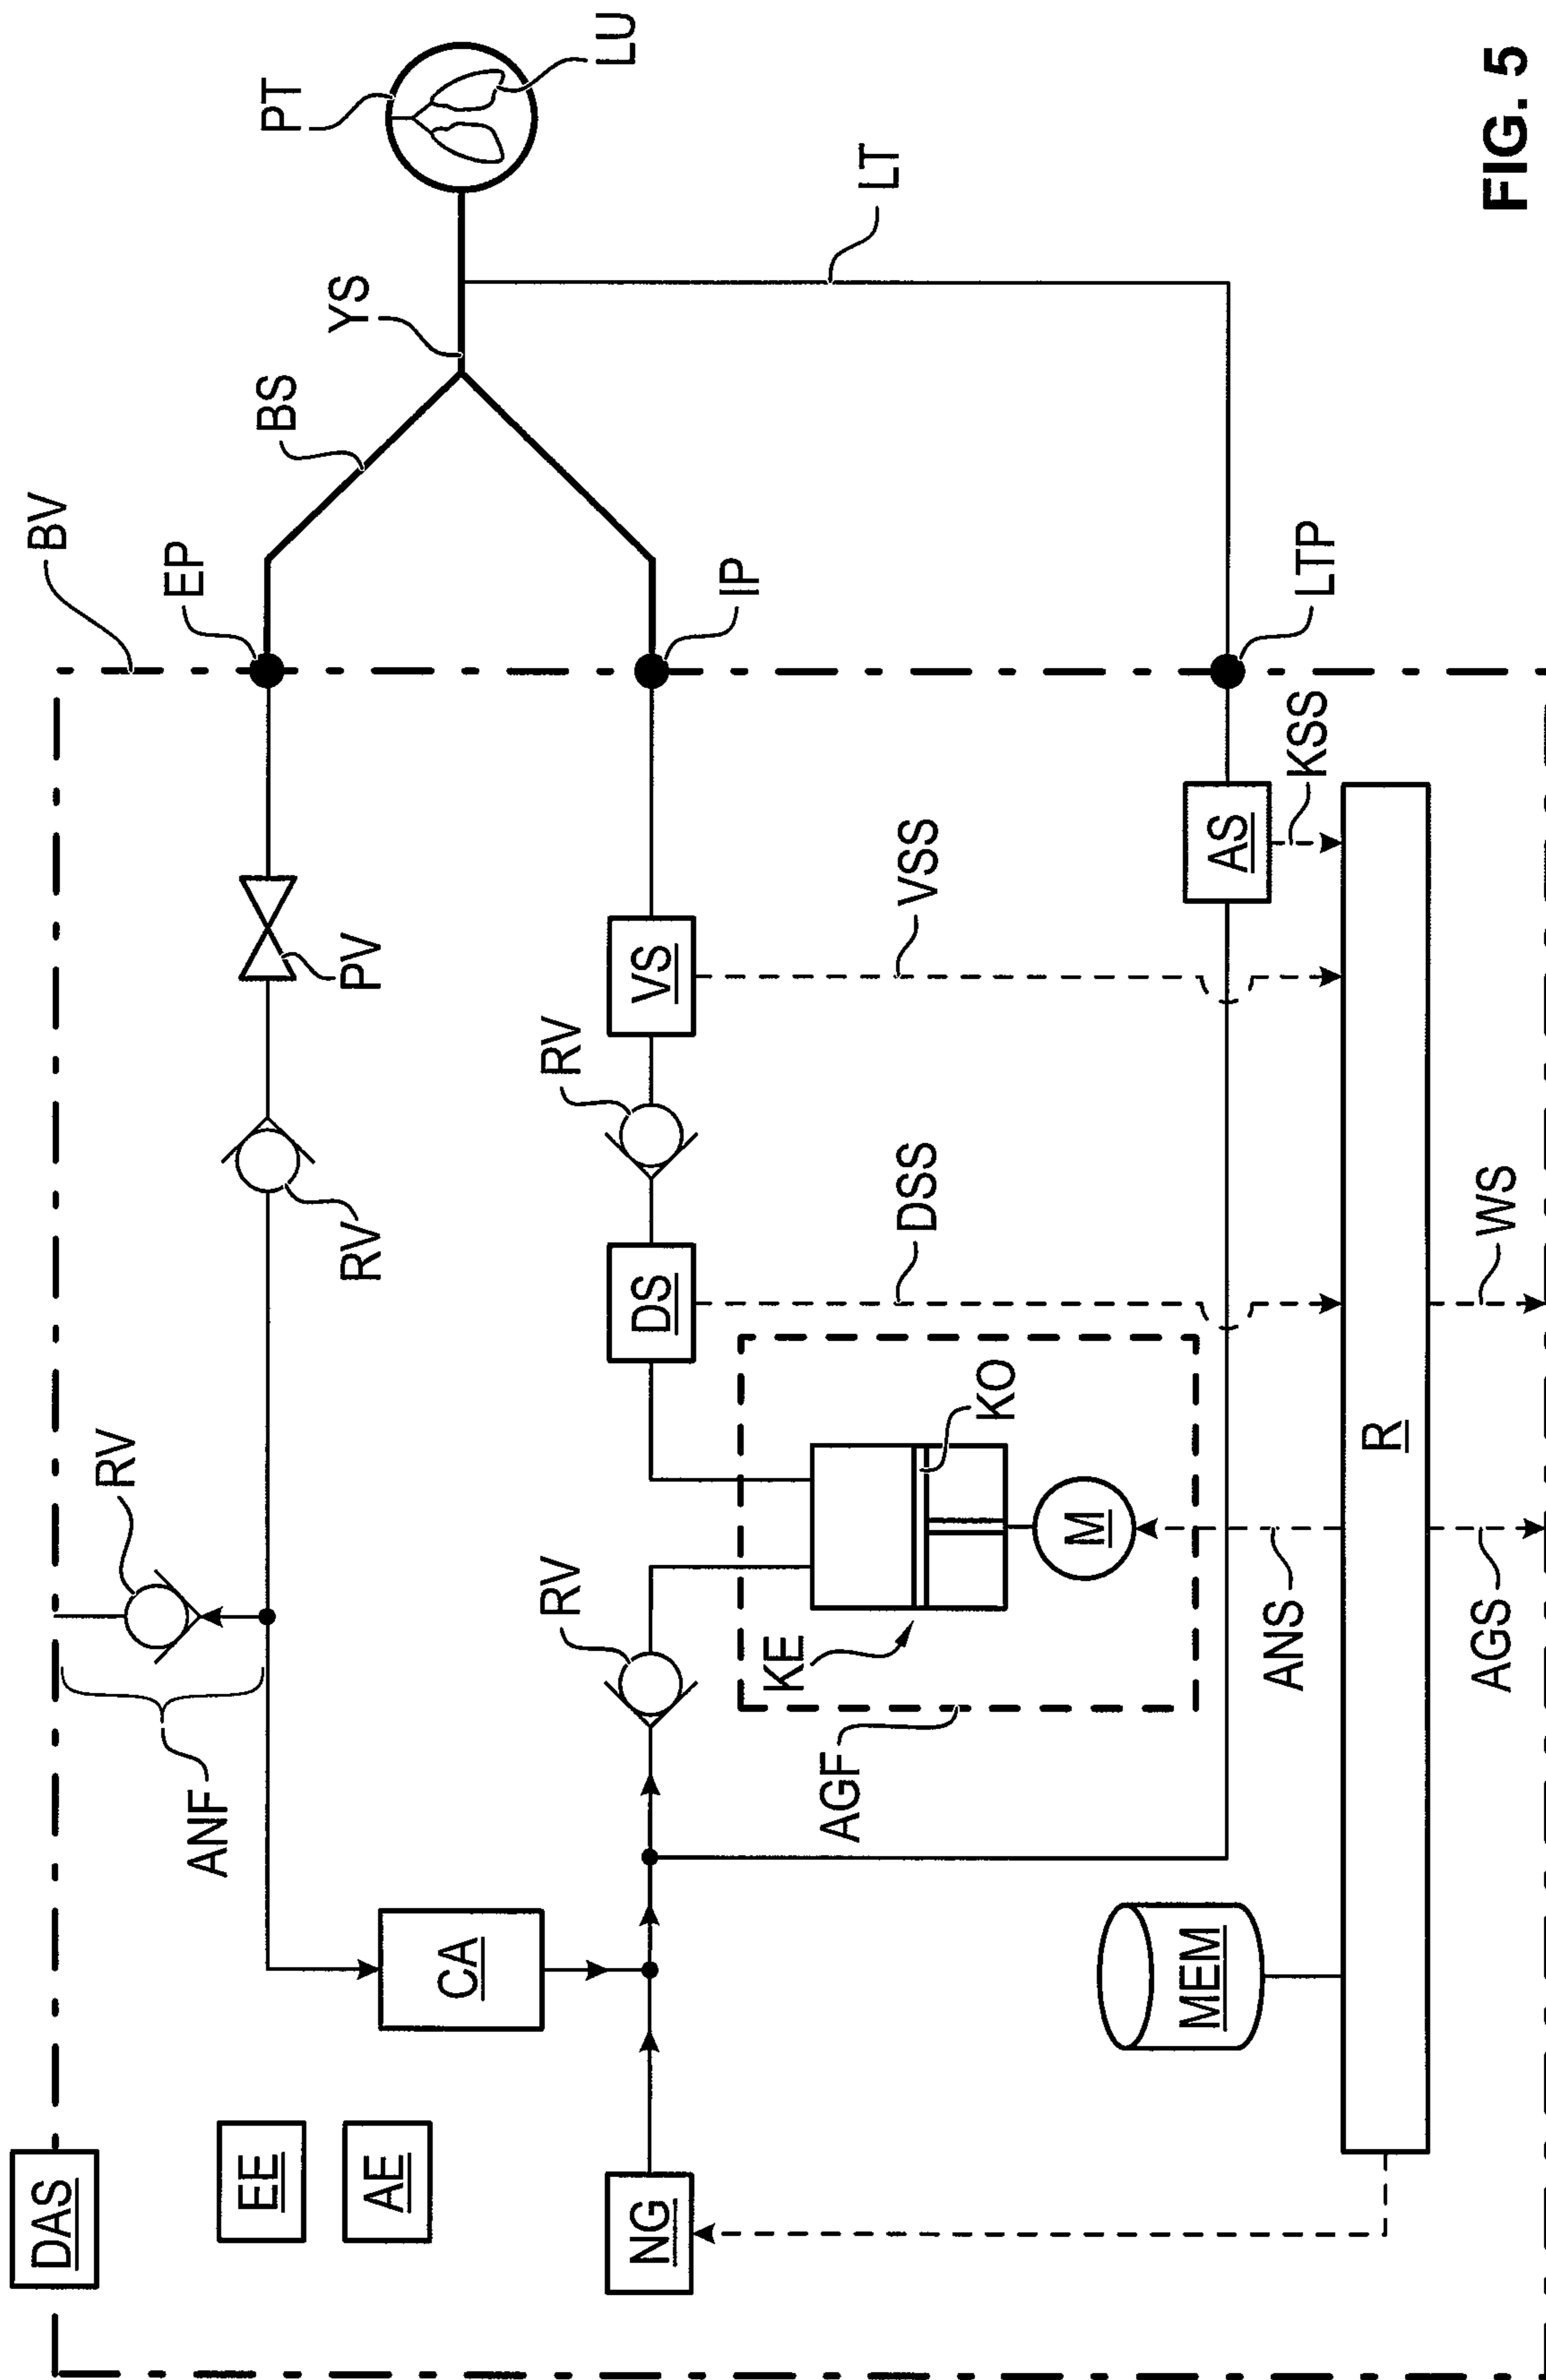 DAS
EE
AE
NG
CA
ANF
RV
RV
PV
EP
BV
BS
YS
PT
LU
LT
RV
DS
RV
VS
IP
KE
KO
M
AGF
DSS
VSS
AS
KSS
LTP
MEM
R
ANS
AGS
WS
FIG. 5